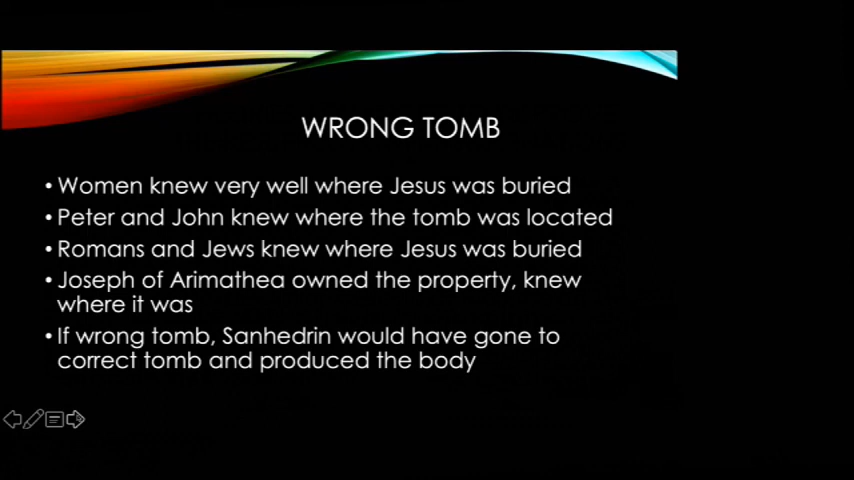 WRONG TOMB
• Women knew very well where Jesus was buried
• Peter and John knew where the tomb was located
• Romans and Jews knew where Jesus was buried
• Joseph of Arimathea owned the property, knew
where it was
• If wrong tomb, Sanhedrin would have gone to
correct tomb and produced the body